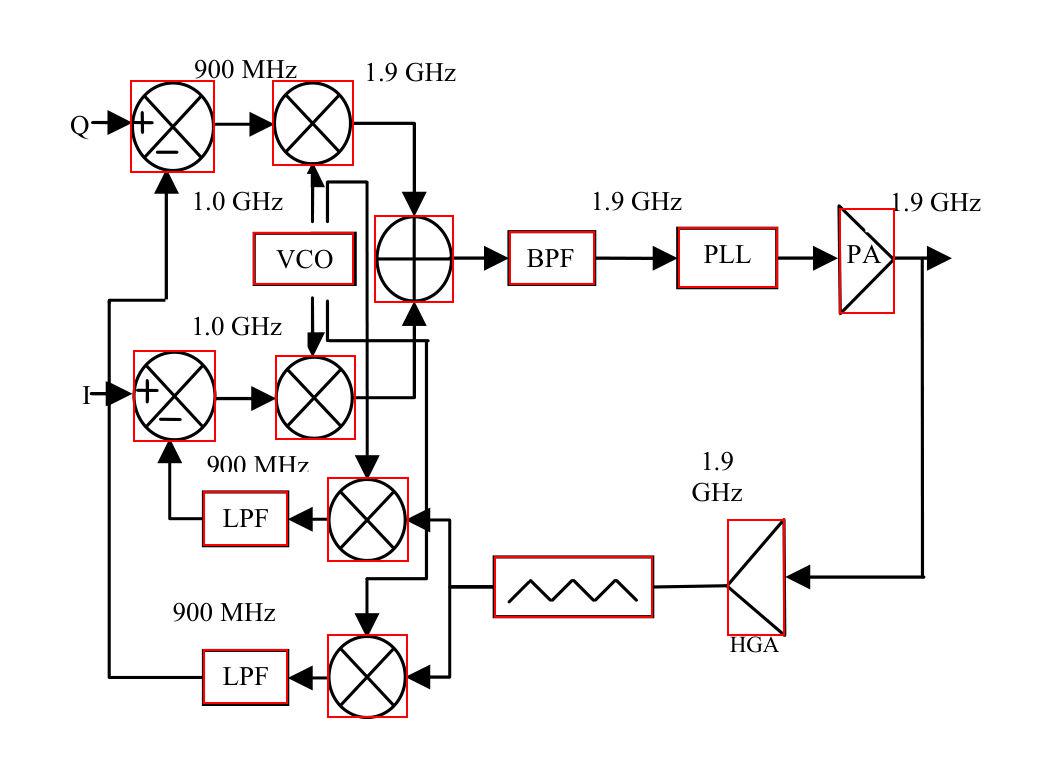 900 MHz
1.9 GHz
Q
+
−
1.0 GHz
1.9 GHz
1.9 GHz
VCO
BPF
PLL
PA
1.0 GHz
I
+
−
900 MHz
1.9
GHz
LPF
900 MHz
HGA
LPF